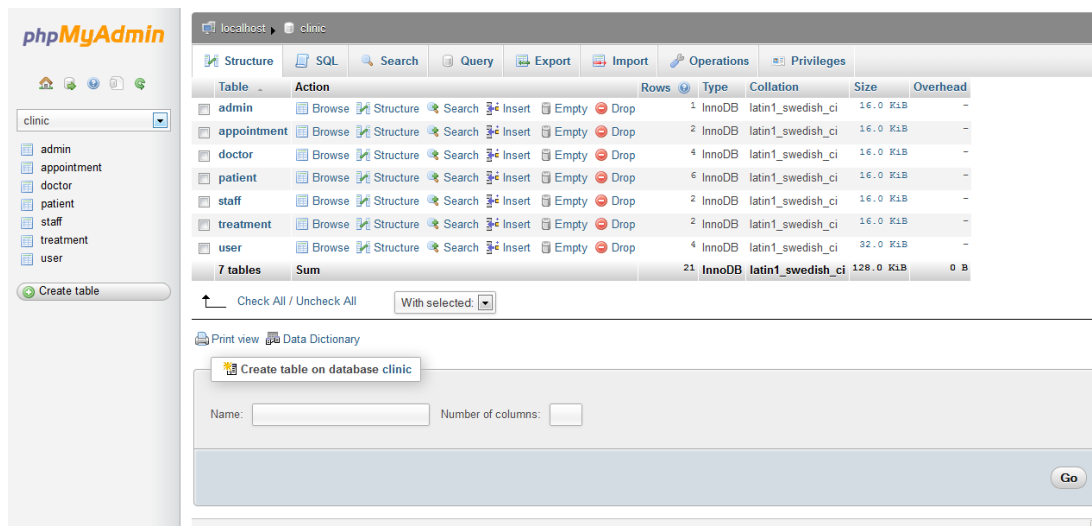 phpMyAdmin
clinic
admin
appointment
doctor
patient
staff
treatment
user
Create table
localhost clinic
Structure SQL Search Query Export Import Operations Privileges
Table Action Rows Type Collation Size Overhead
admin Browse Structure Search Insert Empty Drop 1 InnoDB latin1_swedish_ci 16.0 KiB -
appointment Browse Structure Search Insert Empty Drop 2 InnoDB latin1_swedish_ci 16.0 KiB -
doctor Browse Structure Search Insert Empty Drop 4 InnoDB latin1_swedish_ci 16.0 KiB -
patient Browse Structure Search Insert Empty Drop 6 InnoDB latin1_swedish_ci 16.0 KiB -
staff Browse Structure Search Insert Empty Drop 2 InnoDB latin1_swedish_ci 16.0 KiB -
treatment Browse Structure Search Insert Empty Drop 2 InnoDB latin1_swedish_ci 16.0 KiB -
user Browse Structure Search Insert Empty Drop 4 InnoDB latin1_swedish_ci 32.0 KiB -
7 tables Sum 21 InnoDB latin1_swedish_ci 128.0 KiB 0 B
Check All / Uncheck All With selected:
Print view Data Dictionary
Create table on database clinic
Name: Number of columns:
Go